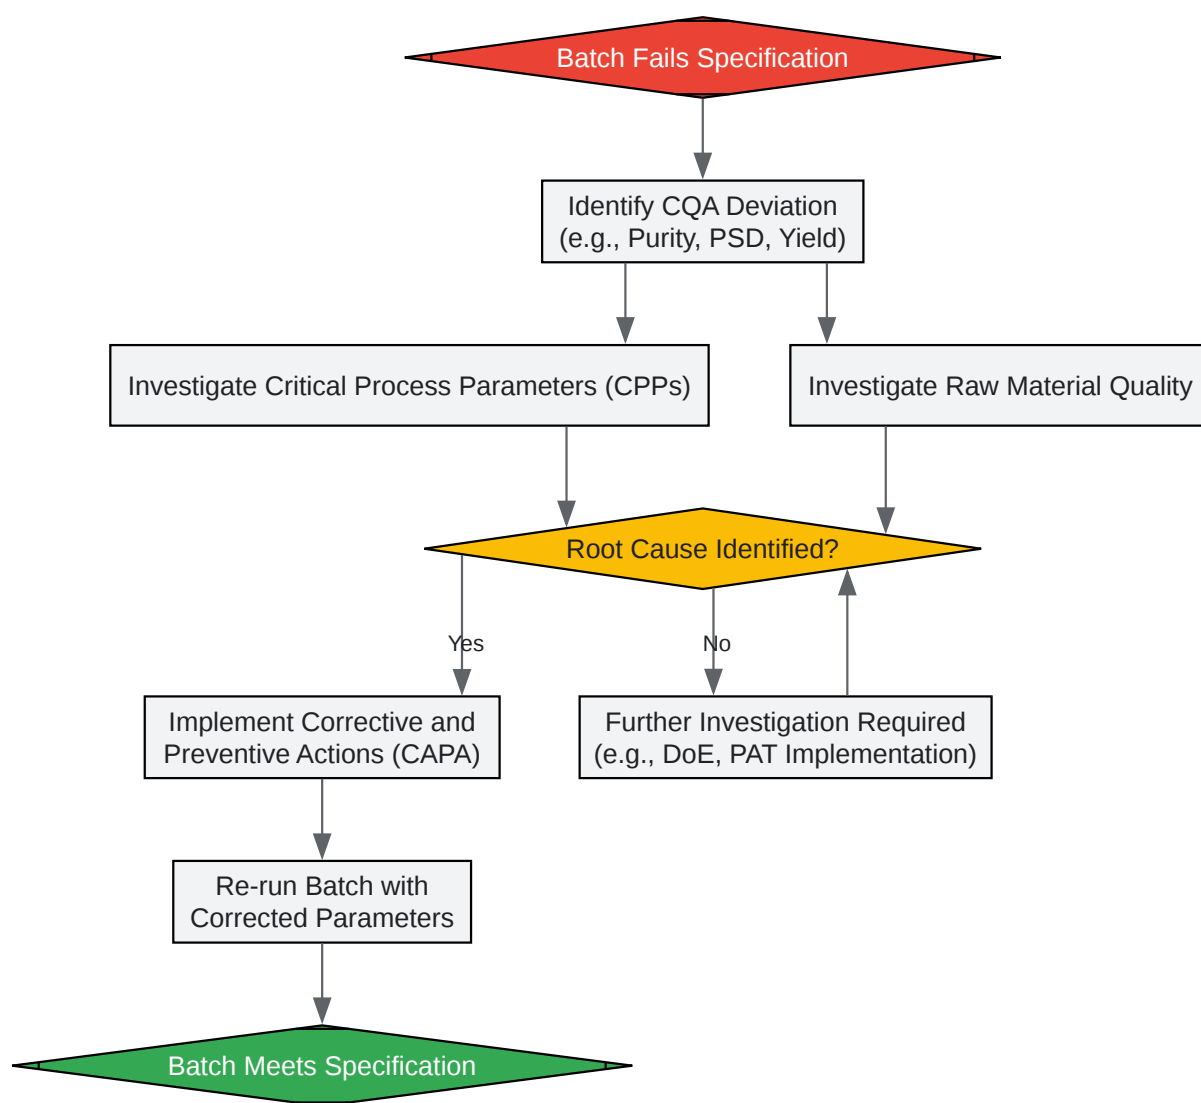 Batch Fails Specification
Identify CQA Deviation
(e.g., Purity, PSD, Yield)
Investigate Critical Process Parameters (CPPs)
Investigate Raw Material Quality
Root Cause Identified?
Yes
No
Implement Corrective and
Preventive Actions (CAPA)
Further Investigation Required
(e.g., DoE, PAT Implementation)
Re-run Batch with
Corrected Parameters
Batch Meets Specification